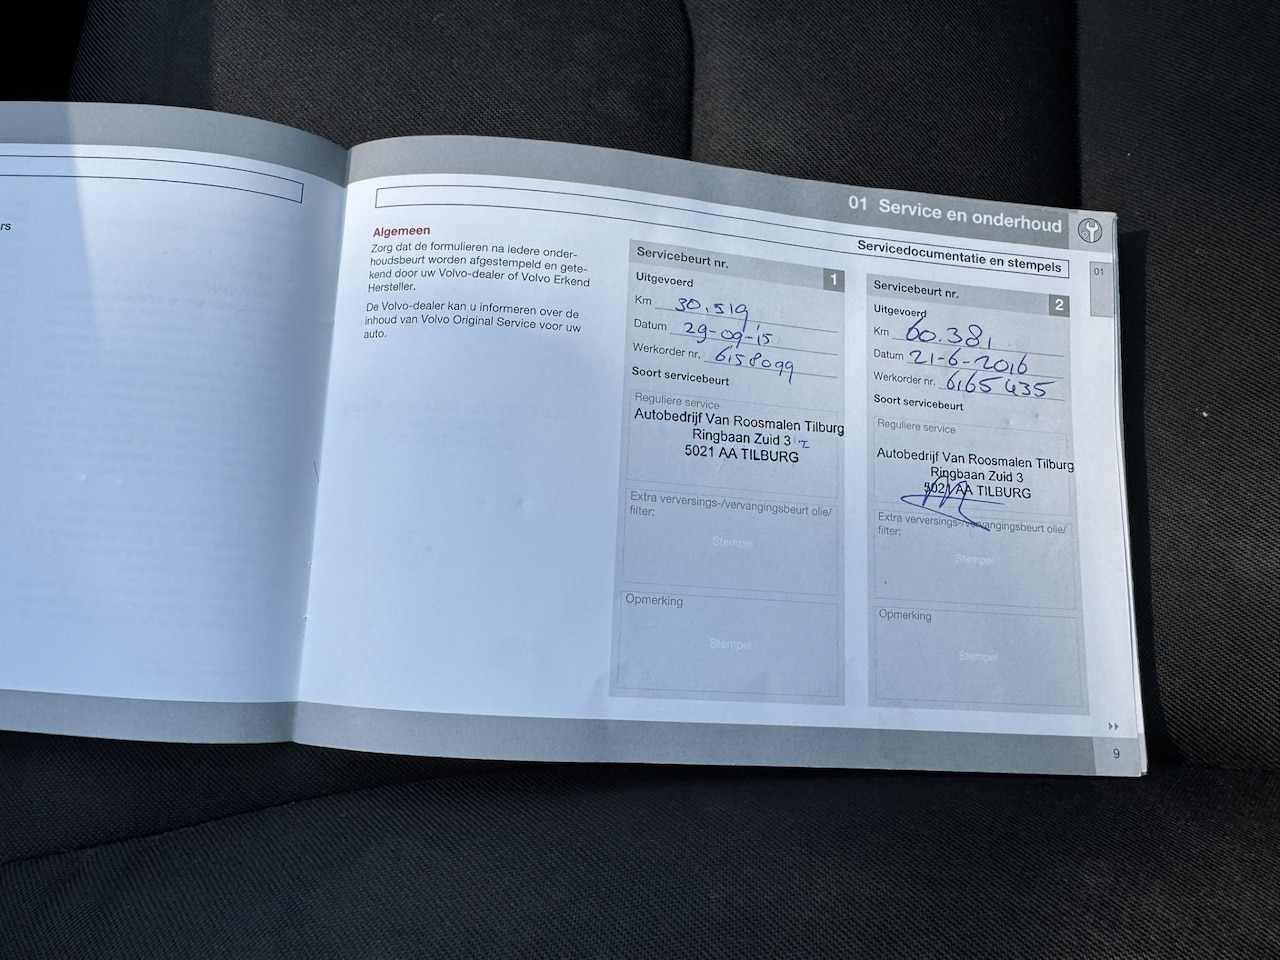 rs
01 Service en onderhoud
Servicedocumentatie en stempels
01
Algemeen
Zorg dat de formulieren na iedere onder-
houdsbeurt worden afgestempeld en gete-
kend door uw Volvo-dealer of Volvo Erkend
Hersteller.
De Volvo-dealer kan u informeren over de
inhoud van Volvo Original Service voor uw
auto.
Servicebeurt nr.
1
Uitgevoerd
Km 30.519
Datum 29-09-15
Werkorder nr. 6158099
Soort servicebeurt
Reguliere service
Autobedrijf Van Roosmalen Tilburg
Ringbaan Zuid 3
5021 AA TILBURG
Extra verversings-/vervangingsbeurt olie/
filter:
Stempel
Opmerking
Stempel
Servicebeurt nr.
2
Uitgevoerd
Km 60.381
Datum 21-6-2016
Werkorder nr. 6165435
Soort servicebeurt
Reguliere service
Autobedrijf Van Roosmalen Tilburg
Ringbaan Zuid 3
5021 AA TILBURG
Extra verversings-/vervangingsbeurt olie/
filter:
Stempel
Opmerking
Stempel
9